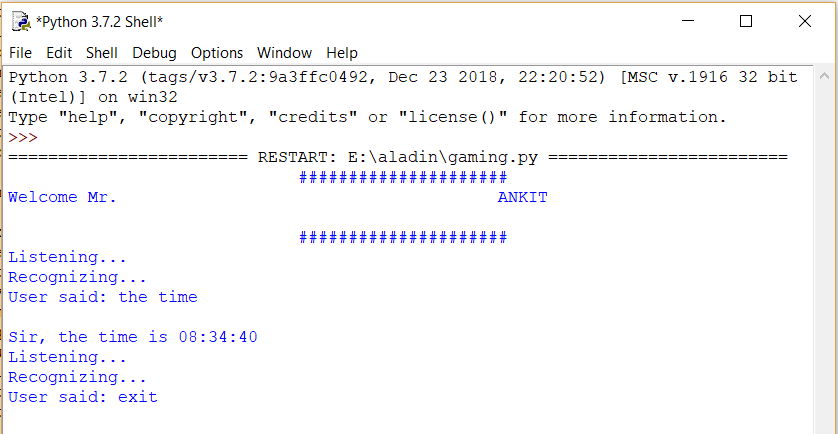 *Python 3.7.2 Shell*
File Edit Shell Debug Options Window Help
Python 3.7.2 (tags/v3.7.2:9a3ffc0492, Dec 23 2018, 22:20:52) [MSC v.1916 32 bit
(Intel)] on win32
Type "help", "copyright", "credits" or "license()" for more information.
>>>
======================== RESTART: E:\aladin\gaming.py ========================
#####################
Welcome Mr. ANKIT
#####################
Listening...
Recognizing...
User said: the time
Sir, the time is 08:34:40
Listening...
Recognizing...
User said: exit